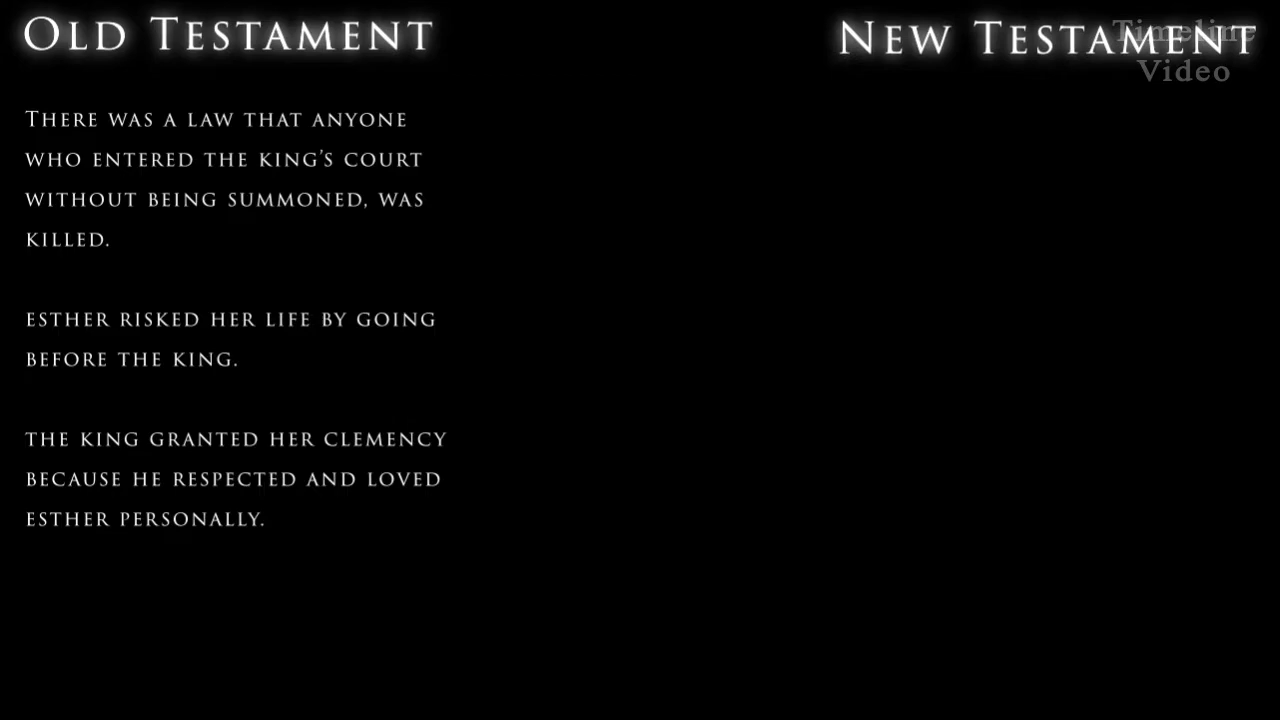 OLD TESTAMENT
NEW TESTAMENT
Timeline
Video
THERE WAS A LAW THAT ANYONE
WHO ENTERED THE KING'S COURT
WITHOUT BEING SUMMONED, WAS
KILLED.
ESTHER RISKED HER LIFE BY GOING
BEFORE THE KING.
THE KING GRANTED HER CLEMENCY
BECAUSE HE RESPECTED AND LOVED
ESTHER PERSONALLY.